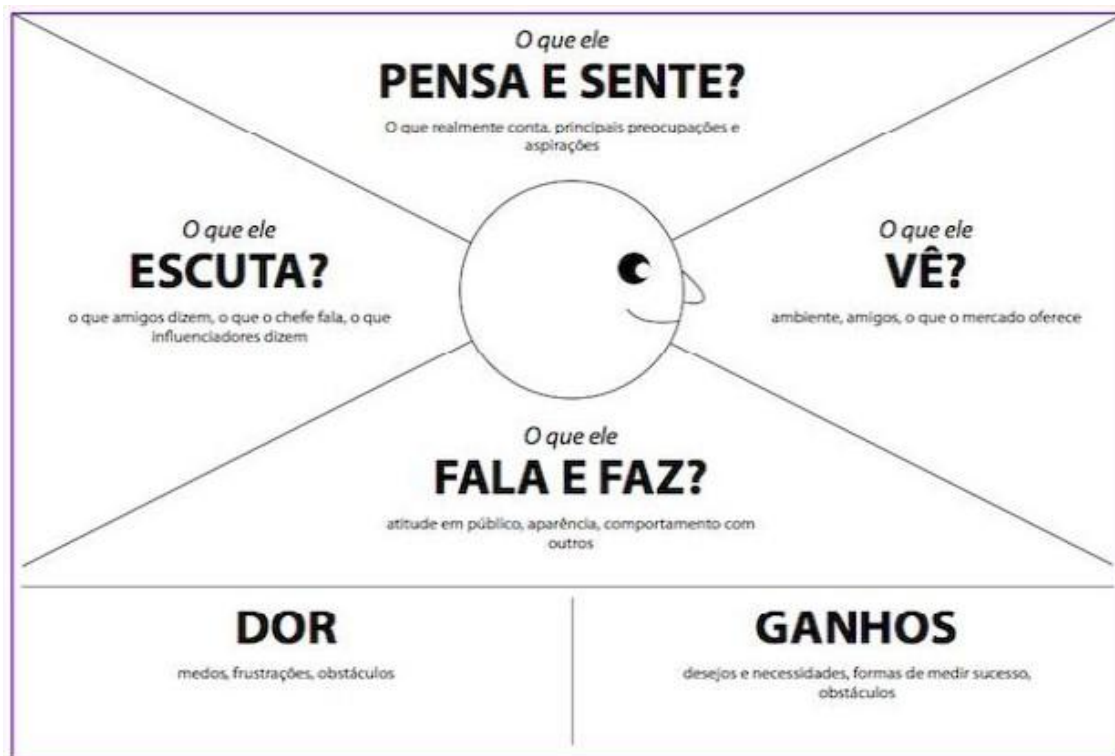 O que ele
PENSA E SENTE?
O que realmente conta, principais preocupações e
aspirações
O que ele
ESCUTA?
o que amigos dizem, o que o chefe fala, o que
influenciadores dizem
O que ele
VÊ?
ambiente, amigos, o que o mercado oferece
O que ele
FALA E FAZ?
atitude em público, aparência, comportamento com
outros
DOR
medos, frustrações, obstáculos
GANHOS
desejos e necessidades, formas de medir sucesso,
obstáculos